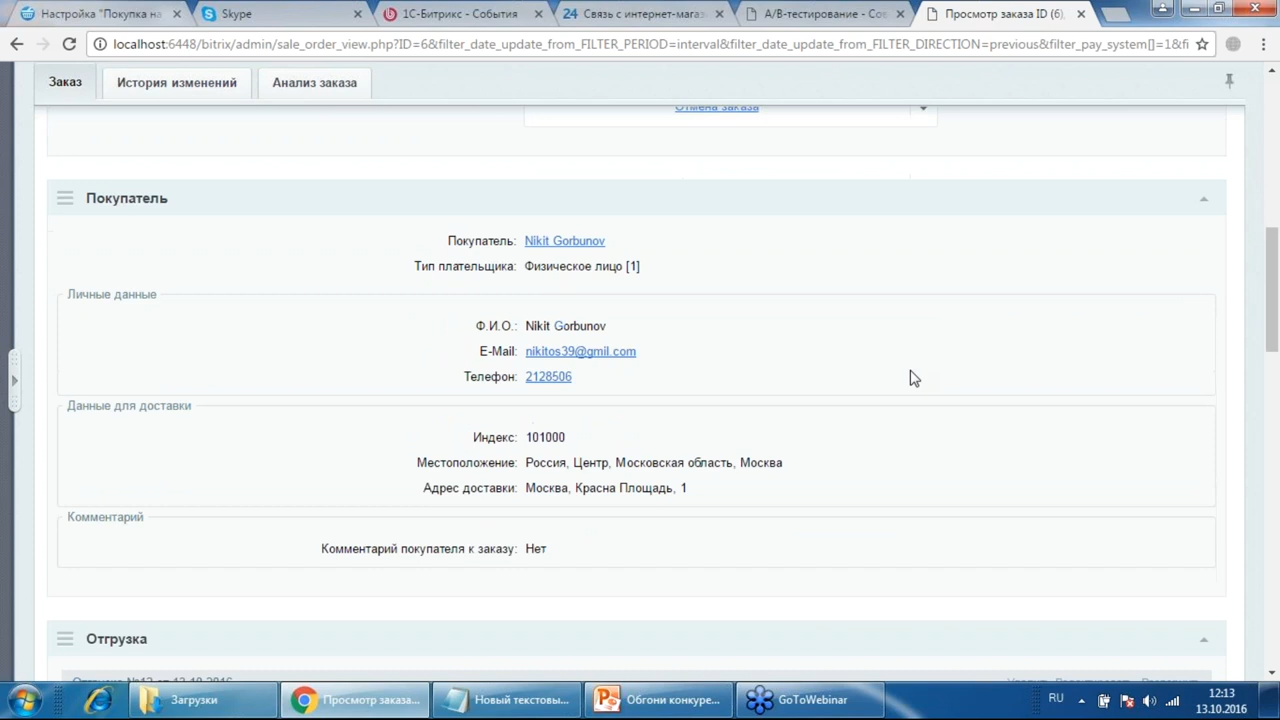 Настройка "Покупка на
Skype
1С-Битрикс - События
24 Связь с интернет-мага
А/В-тестирование - Сов
Просмотр заказа ID (6),
localhost:6448/bitrix/admin/sale_order_view.php?ID=6&filter_date_update_from_FILTER_PERIOD=interval&filter_date_update_from_FILTER_DIRECTION=previous&filter_pay_system[]=1&fi
Заказ
История изменений
Анализ заказа
Отмена заказа
Покупатель
Покупатель: Nikit Gorbunov
Тип плательщика: Физическое лицо [1]
Личные данные
Ф.И.О.: Nikit Gorbunov
E-Mail: nikitos39@gmil.com
Телефон: 2128506
Данные для доставки
Индекс: 101000
Местоположение: Россия, Центр, Московская область, Москва
Адрес доставки: Москва, Красна Площадь, 1
Комментарий
Комментарий покупателя к заказу: Нет
Отгрузка
Загрузки
Просмотр заказа...
Новый текстовы...
Обгони конкуре...
GoToWebinar
RU
12:13
13.10.2016